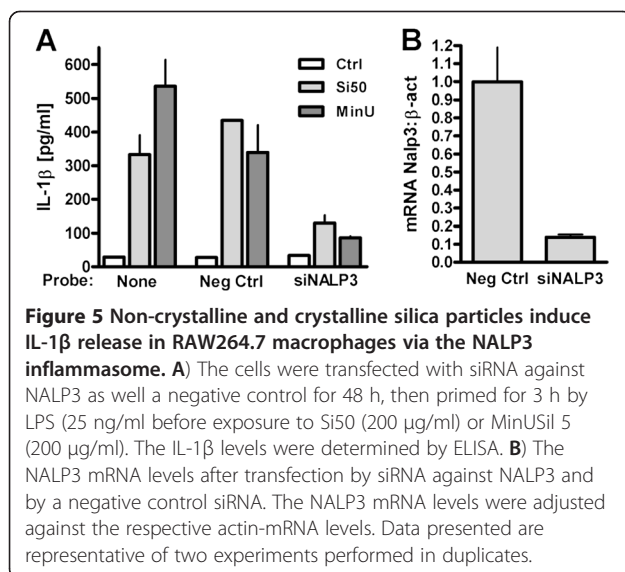 A
B
600
500
400
300
200
100
0
IL-1β [pg/ml]
Ctrl
Si50
MinU
Probe: None Neg Ctrl siNALP3
1.2
1.1
1.0
0.9
0.8
0.7
0.6
0.5
0.4
0.3
0.2
0.1
0.0
mRNA Nalp3:β-act
Neg Ctrl siNALP3
Figure 5 Non-crystalline and crystalline silica particles induce
IL-1β release in RAW264.7 macrophages via the NALP3
inflammasome. A) The cells were transfected with siRNA against
NALP3 as well a negative control for 48 h, then primed for 3 h by
LPS (25 ng/ml before exposure to Si50 (200 μg/ml) or MinUSil 5
(200 μg/ml). The IL-1β levels were determined by ELISA. B) The
NALP3 mRNA levels after transfection by siRNA against NALP3 and
by a negative control siRNA. The NALP3 mRNA levels were adjusted
against the respective actin-mRNA levels. Data presented are
representative of two experiments performed in duplicates.